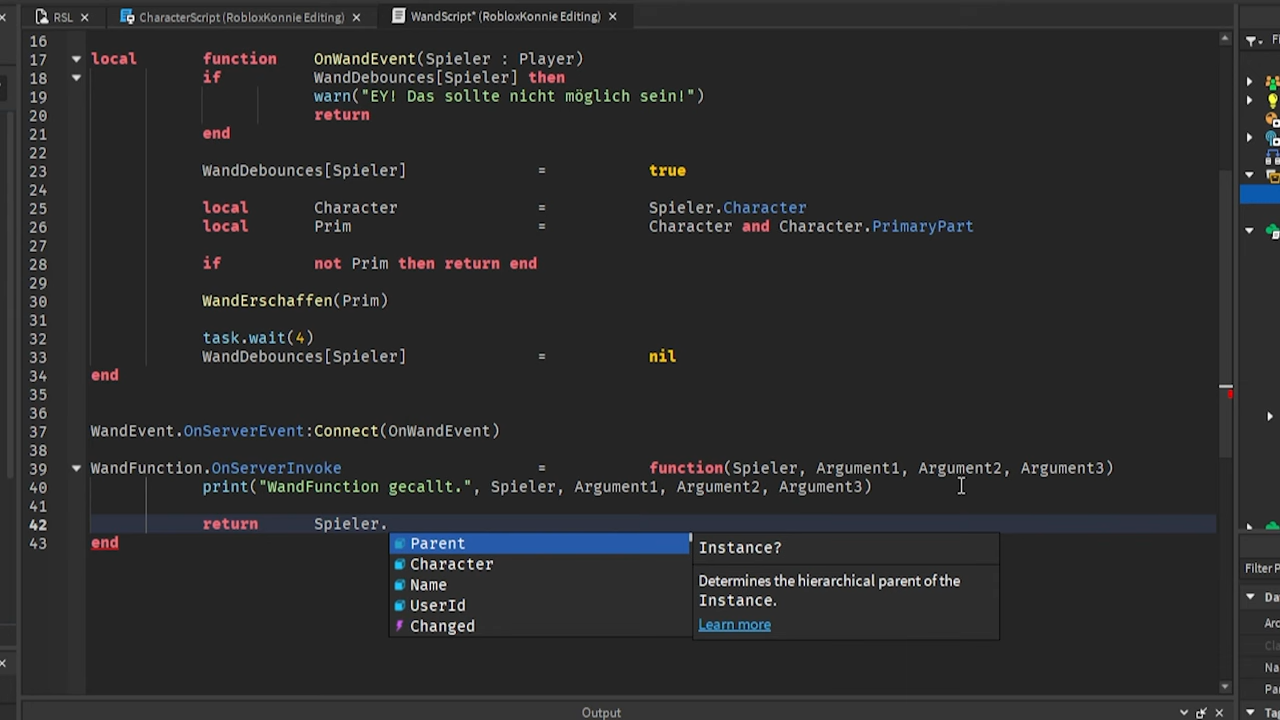 RSL
CharacterScript (RobloxKonnie Editing)
WandScript* (RobloxKonnie Editing)
16
17 local function OnWandEvent(Spieler : Player)
18 if WandDebounces[Spieler] then
19 warn("EY! Das sollte nicht möglich sein!")
20 return
21 end
22
23 WandDebounces[Spieler] = true
24
25 local Character = Spieler.Character
26 local Prim = Character and Character.PrimaryPart
27
28 if not Prim then return end
29
30 WandErschaffen(Prim)
31
32 task.wait(4)
33 WandDebounces[Spieler] = nil
34 end
35
36
37 WandEvent.OnServerEvent:Connect(OnWandEvent)
38
39 WandFunction.OnServerInvoke = function(Spieler, Argument1, Argument2, Argument3)
40 print("WandFunction gecallt.", Spieler, Argument1, Argument2, Argument3)
41
42 return Spieler.
43 end
Parent
Character
Name
UserId
Changed
Instance?
Determines the hierarchical parent of the
Instance.
Learn more
Filter P
Output